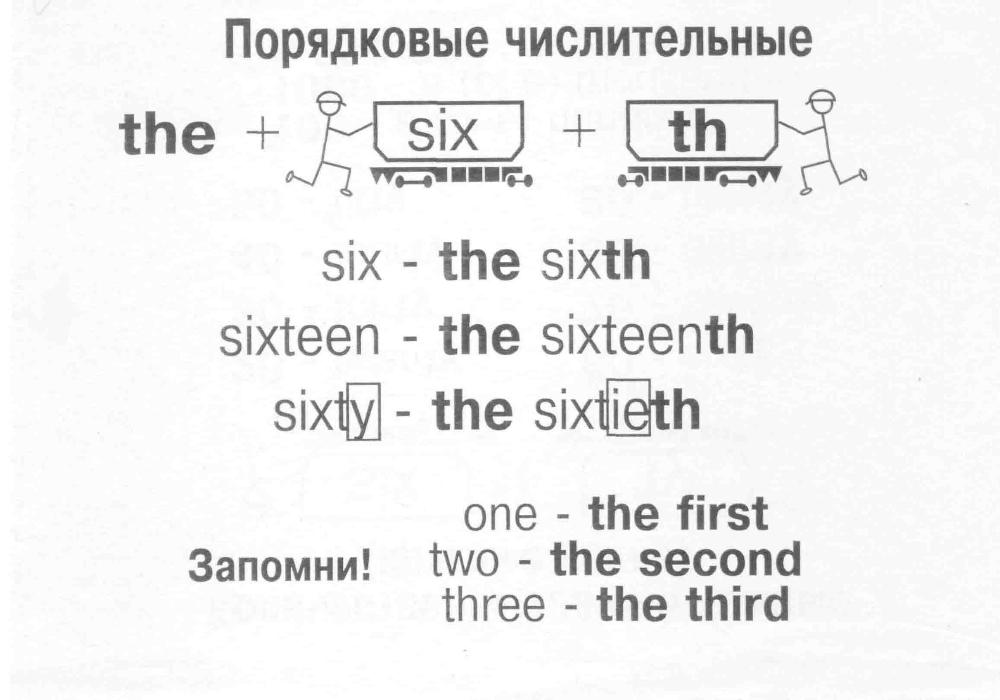 Порядковые числительные
the + six + th
six - the sixth
sixteen - the sixteenth
sixty - the sixtieth
one - the first
Запомни! two - the second
three - the third